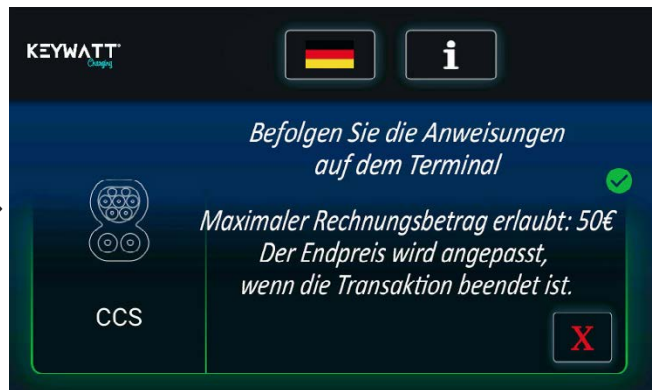 KEYWATT
Charging
i
Befolgen Sie die Anweisungen
auf dem Terminal
Maximaler Rechnungsbetrag erlaubt: 50€
Der Endpreis wird angepasst,
wenn die Transaktion beendet ist.
CCS
X